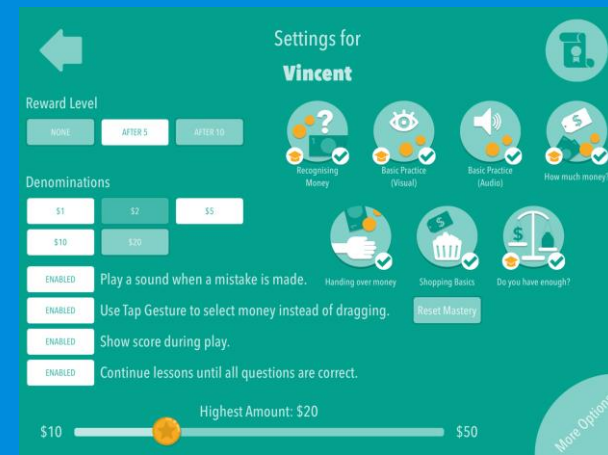 Settings for
Vincent
Reward Level
NONE AFTER 5 AFTER 10
Recognising
Money
Basic Practice
(Visual)
Basic Practice
(Audio)
How much money?
Denominations
$1 $2 $5
$10 $20
Handing over money
Shopping Basics
Do you have enough?
Reset Mastery
ENABLED Play a sound when a mistake is made.
ENABLED Use Tap Gesture to select money instead of dragging.
ENABLED Show score during play.
ENABLED Continue lessons until all questions are correct.
Highest Amount: $20
$10 $50
More Options